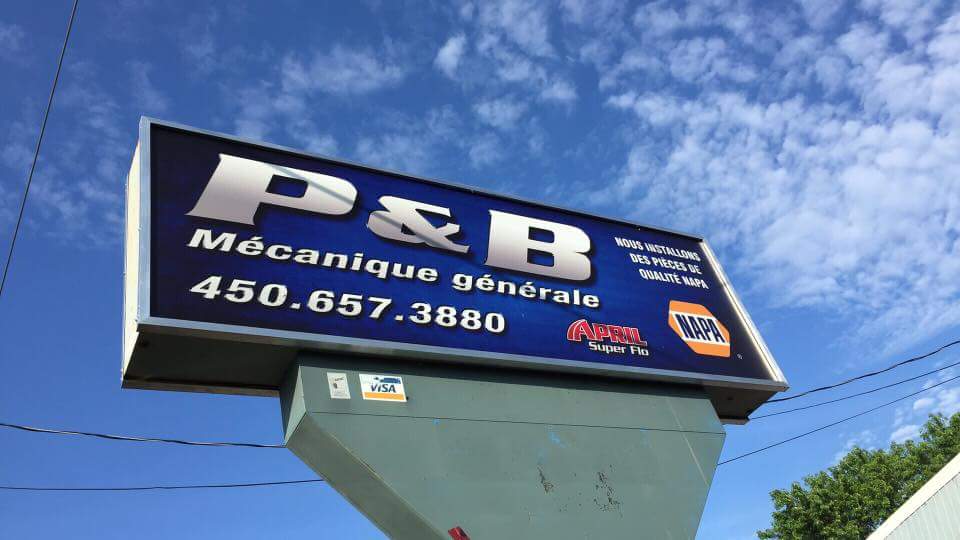 P & B
Mécanique générale
450.657.3880
NOUS INSTALLONS
DES PIÈCES DE
QUALITÉ NAPA
APRIL
Super Flo
NAPA
VISA